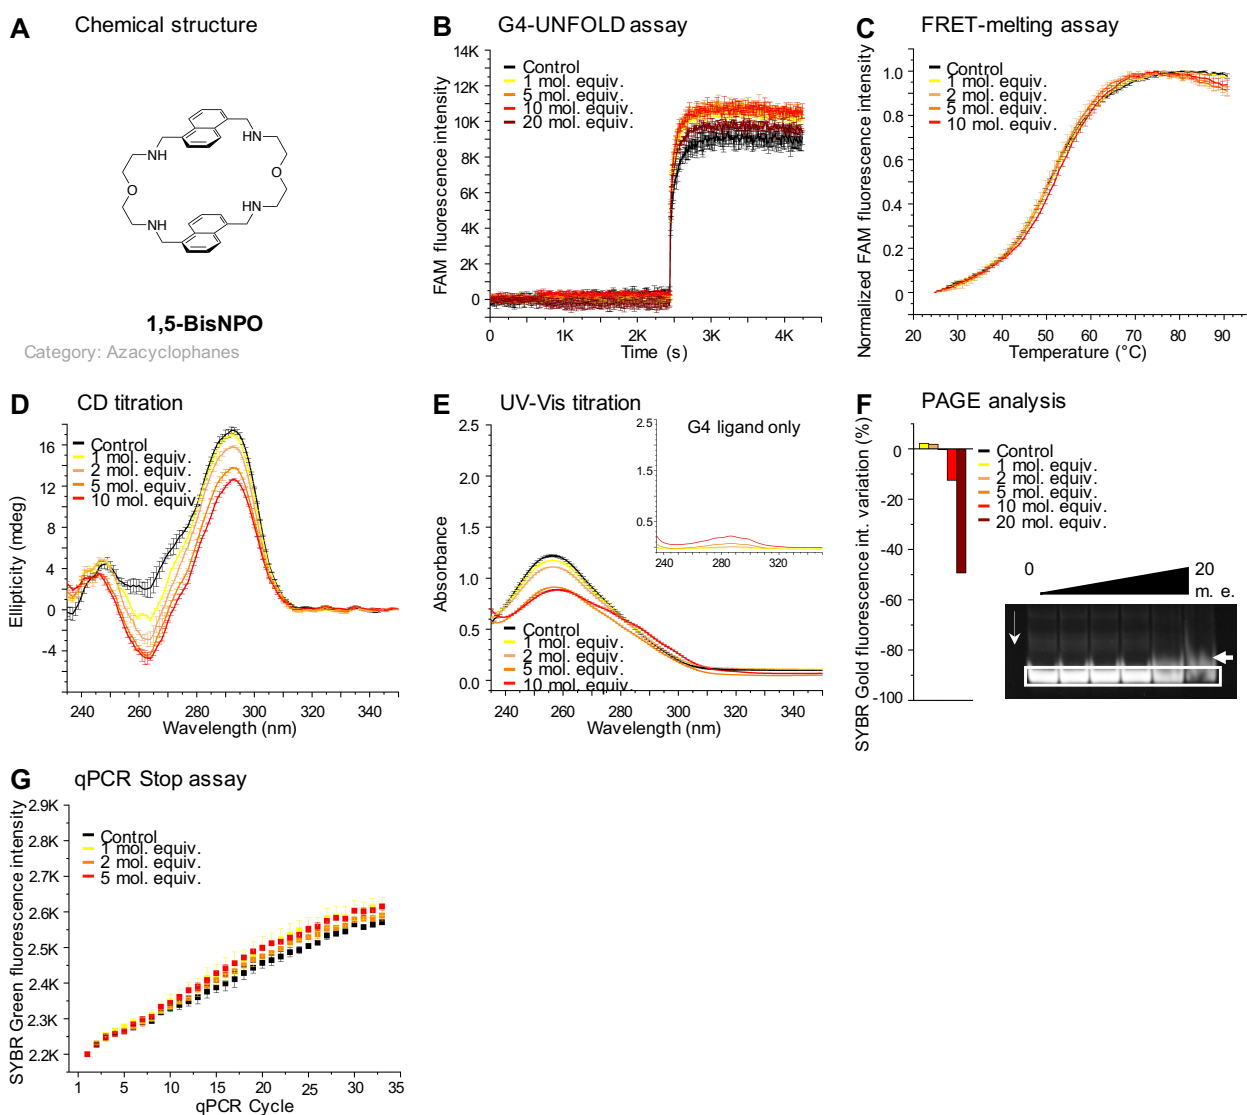 A Chemical structure
NH
HN
O
O
NH
HN
1,5-BisNPO
Category: Azacyclophanes
B G4-UNFOLD assay
FAM fluorescence intensity
14K
12K
10K
8K
6K
4K
2K
0
Control
1 mol. equiv.
5 mol. equiv.
10 mol. equiv.
20 mol. equiv.
0 1K 2K 3K 4K
Time (s)
C FRET-melting assay
Normalized FAM fluorescence intensity
1.0
0.8
0.6
0.4
0.2
0
Control
1 mol. equiv.
2 mol. equiv.
5 mol. equiv.
10 mol. equiv.
20 30 40 50 60 70 80 90
Temperature (°C)
D CD titration
Ellipticity (mdeg)
16
12
8
4
0
-4
Control
1 mol. equiv.
2 mol. equiv.
5 mol. equiv.
10 mol. equiv.
240 260 280 300 320 340
Wavelength (nm)
E UV-Vis titration
Absorbance
2.5
2.0
1.5
1.0
0.5
0.0
G4 ligand only
2.5
1.5
0.5
240 280 320
Control
1 mol. equiv.
2 mol. equiv.
5 mol. equiv.
10 mol. equiv.
240 260 280 300 320 340
Wavelength (nm)
F PAGE analysis
SYBR Gold fluorescence int. variation (%)
0
-20
-40
-60
-80
-100
Control
1 mol. equiv.
2 mol. equiv.
5 mol. equiv.
10 mol. equiv.
20 mol. equiv.
0 20
m. e.
G qPCR Stop assay
SYBR Green fluorescence intensity
2.9K
2.8K
2.7K
2.6K
2.5K
2.4K
2.3K
2.2K
Control
1 mol. equiv.
2 mol. equiv.
5 mol. equiv.
1 5 10 15 20 25 30 35
qPCR Cycle